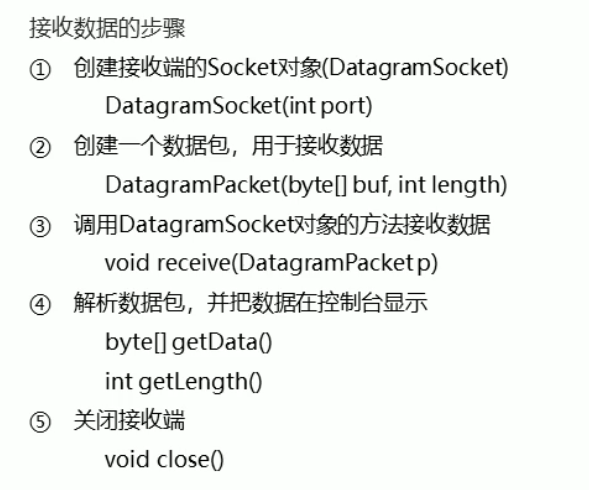 接收数据的步骤
① 创建接收端的Socket对象(DatagramSocket)
DatagramSocket(int port)
② 创建一个数据包，用于接收数据
DatagramPacket(byte[] buf, int length)
③ 调用DatagramSocket对象的方法接收数据
void receive(DatagramPacket p)
④ 解析数据包，并把数据在控制台显示
byte[] getData()
int getLength()
⑤ 关闭接收端
void close()